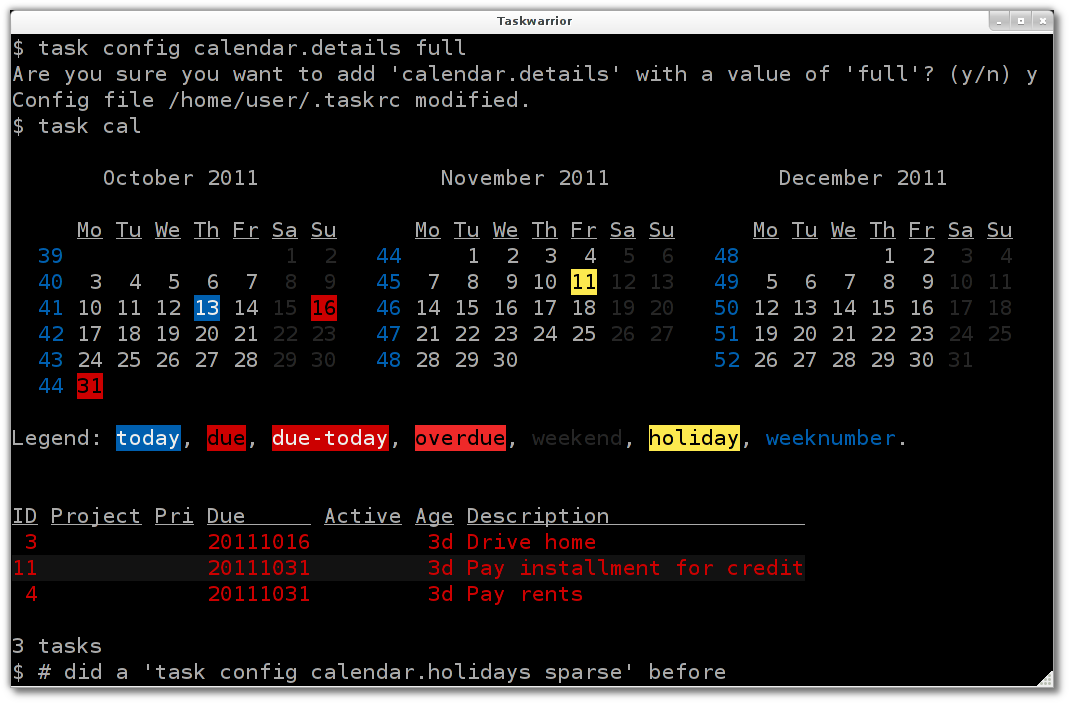 Taskwarrior
$ task config calendar.details full
Are you sure you want to add 'calendar.details' with a value of 'full'? (y/n) y
Config file /home/user/.taskrc modified.
$ task cal
October 2011 November 2011 December 2011
Mo Tu We Th Fr Sa Su Mo Tu We Th Fr Sa Su Mo Tu We Th Fr Sa Su
39 1 2 44 1 2 3 4 5 6 48 1 2 3 4
40 3 4 5 6 7 8 9 45 7 8 9 10 11 12 13 49 5 6 7 8 9 10 11
41 10 11 12 13 14 15 16 46 14 15 16 17 18 19 20 50 12 13 14 15 16 17 18
42 17 18 19 20 21 22 23 47 21 22 23 24 25 26 27 51 19 20 21 22 23 24 25
43 24 25 26 27 28 29 30 48 28 29 30 52 26 27 28 29 30 31
44 31
Legend: today, due, due-today, overdue, weekend, holiday, weeknumber.
ID Project Pri Due Active Age Description
3 20111016 3d Drive home
11 20111031 3d Pay installment for credit
4 20111031 3d Pay rents
3 tasks
$ # did a 'task config calendar.holidays sparse' before